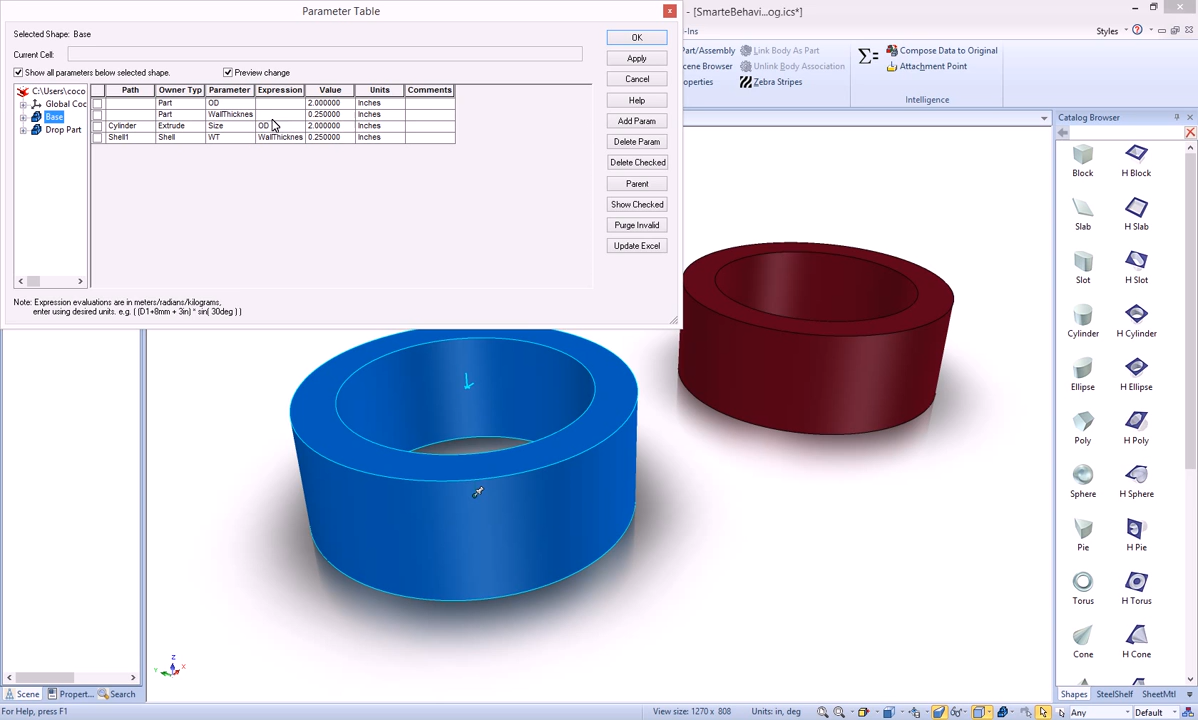 Parameter Table
x
- [SmarteBehavi...og.ics*]
Selected Shape: Base
Current Cell:
Show all parameters below selected shape.
Preview change
C:\Users\coco
Global Coc
Base
Drop Part
Path Owner Typ Parameter Expression Value Units Comments
Part OD 2.000000 Inches
Part WallThicknes 0.250000 Inches
Cylinder Extrude Size OD 2.000000 Inches
Shell1 Shell WT WallThicknes 0.250000 Inches
OK
Apply
Cancel
Help
Add Param
Delete Param
Delete Checked
Parent
Show Checked
Purge Invalid
Update Excel
Note: Expression evaluations are in meters/radians/kilograms,
enter using desired units. e.g. ( (D1+8mm + 3in) * sin( 30deg ) )
-Ins
Styles
Part/Assembly
Link Body As Part
cene Browser
Unlink Body Association
operties
Zebra Stripes
Σ=
Compose Data to Original
Attachment Point
Intelligence
Catalog Browser
Block H Block
Slab H Slab
Slot H Slot
Cylinder H Cylinder
Ellipse H Ellipse
Poly H Poly
Sphere H Sphere
Pie H Pie
Torus H Torus
Cone H Cone
Shapes SteelShelf SheetMtl
Z
Y
X
Scene Propert... Search
For Help, press F1
View size: 1270 x 808
Units: in, deg
Any
Default